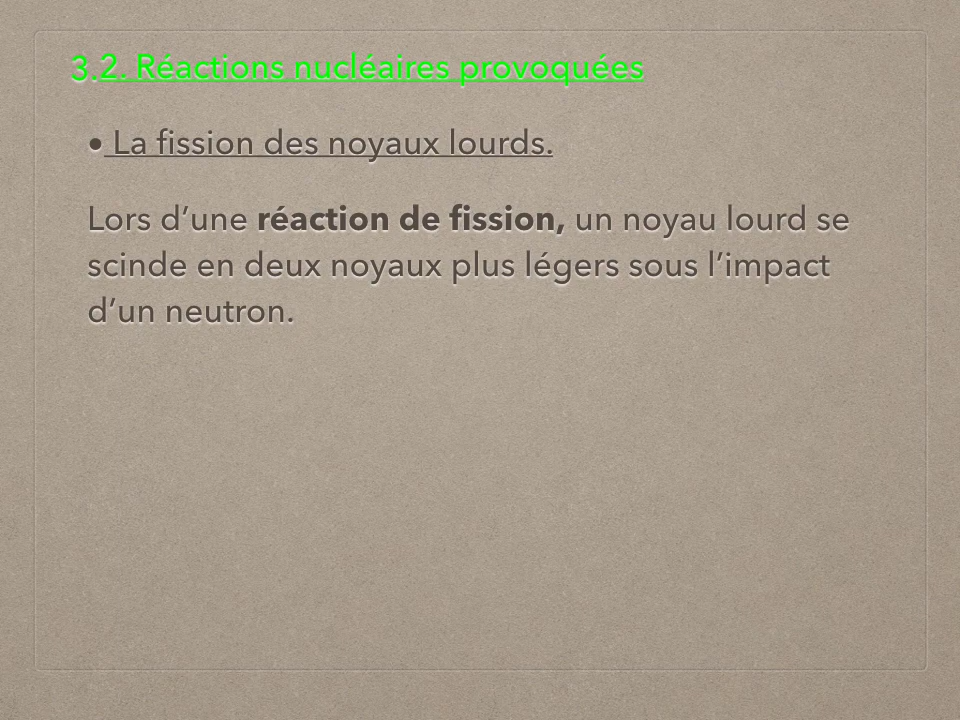 3.2. Réactions nucléaires provoquées
• La fission des noyaux lourds.
Lors d’une réaction de fission, un noyau lourd se
scinde en deux noyaux plus légers sous l’impact
d’un neutron.